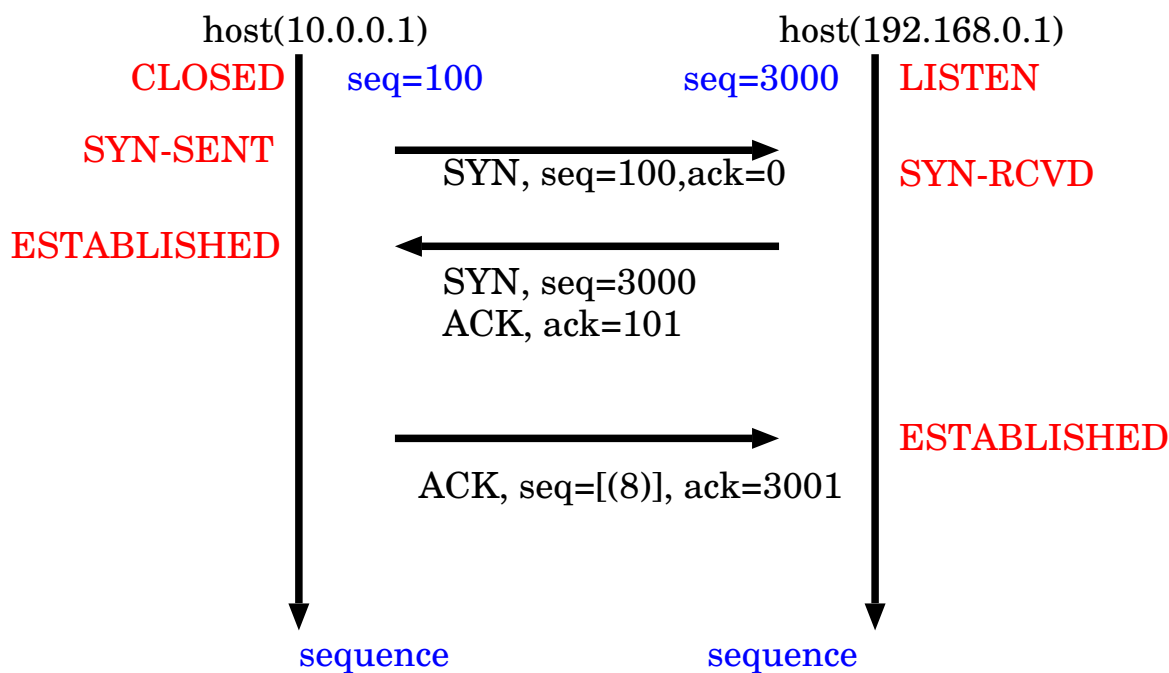 host(10.0.0.1)
host(192.168.0.1)
CLOSED
seq=100
seq=3000
LISTEN
SYN-SENT
SYN, seq=100,ack=0
SYN-RCVD
ESTABLISHED
SYN, seq=3000
ACK, ack=101
ESTABLISHED
ACK, seq=[(8)], ack=3001
sequence
sequence